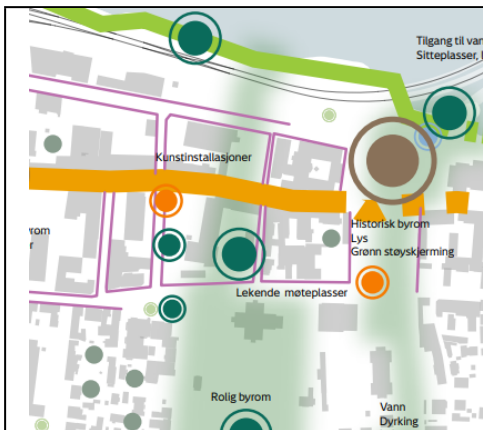 Tilgang til van
Sitteplasser,
Kunstinstallasjoner
Historisk byrom
Lys
Grønn støyskjerming
Lekende møteplasser
Rolig byrom
Vann
Dyrking